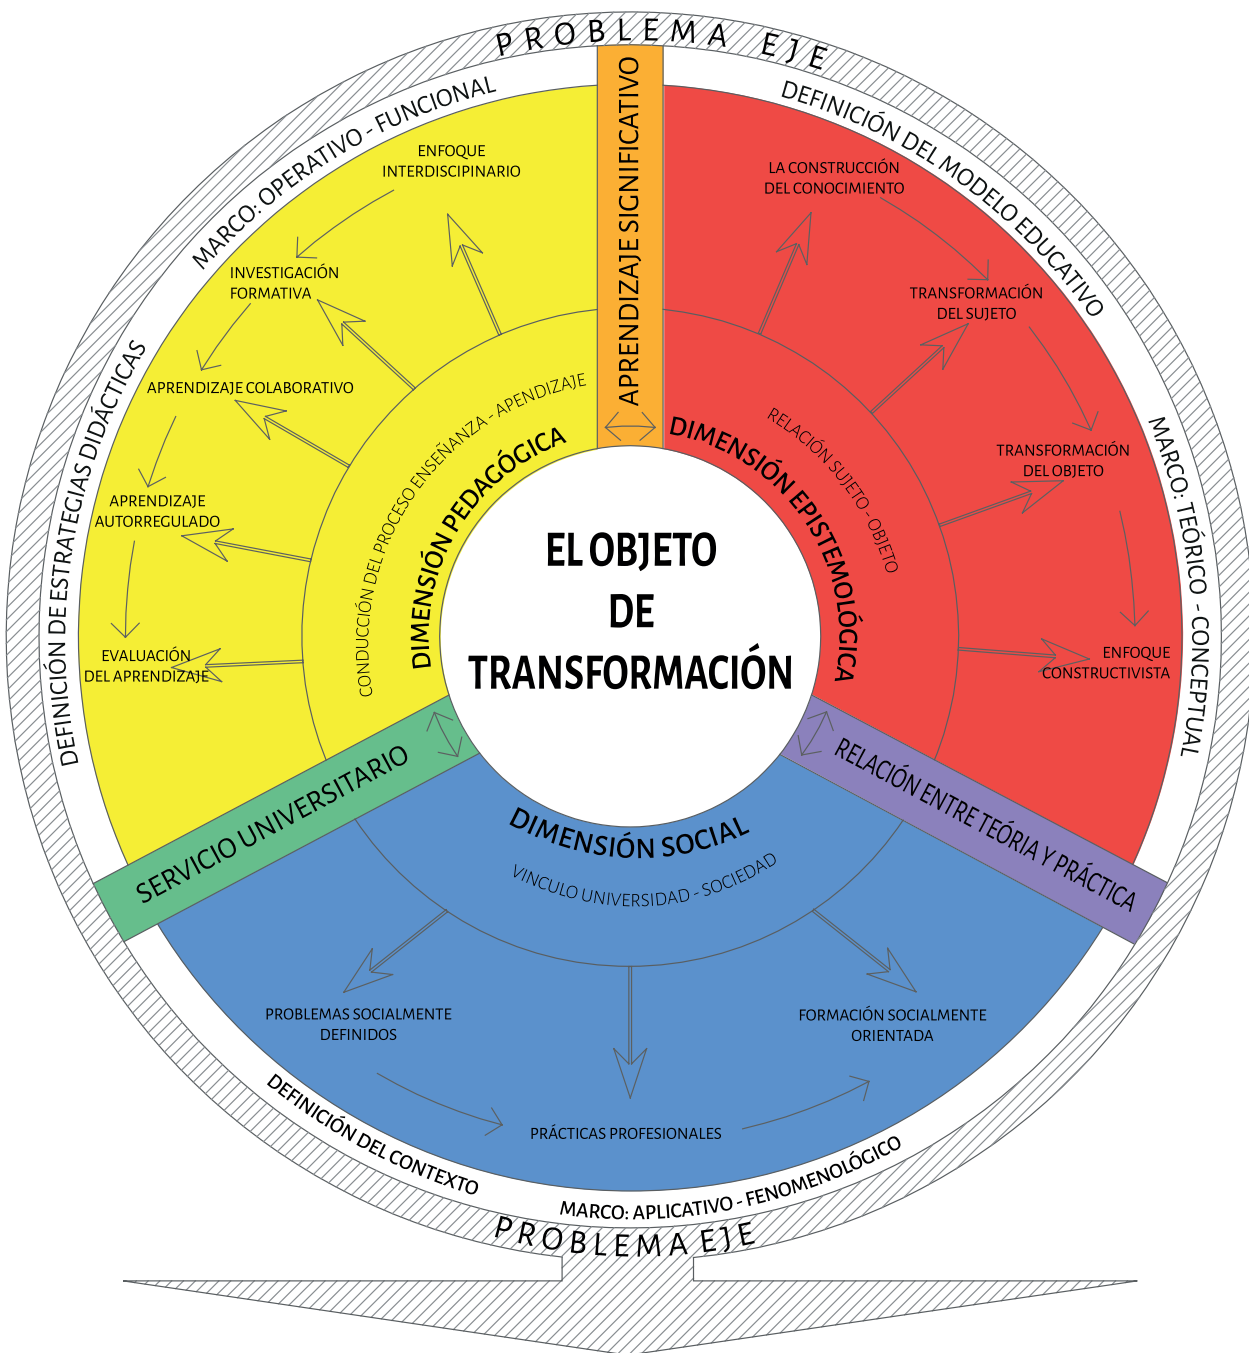 PROBLEMA EJE
MARCO: OPERATIVO - FUNCIONAL
DEFINICIÓN DE ESTRATEGIAS DIDÁCTICAS
DEFINICIÓN DEL MODELO EDUCATIVO
MARCO: TEÓRICO - CONCEPTUAL
APRENDIZAJE SIGNIFICATIVO
ENFOQUE
INTERDISCIPINARIO
INVESTIGACIÓN
FORMATIVA
APRENDIZAJE COLABORATIVO
APRENDIZAJE
AUTORREGULADO
EVALUACIÓN
DEL APRENDIZAJE
CONDUCCIÓN DEL PROCESO ENSEÑANZA - APENDIZAJE
DIMENSIÓN PEDAGÓGICA
LA CONSTRUCCIÓN
DEL CONOCIMIENTO
TRANSFORMACIÓN
DEL SUJETO
TRANSFORMACIÓN
DEL OBJETO
ENFOQUE
CONSTRUCTIVISTA
RELACIÓN SUJETO - OBJETO
DIMENSIÓN EPISTEMOLÓGICA
EL OBJETO
DE
TRANSFORMACIÓN
SERVICIO UNIVERSITARIO
RELACIÓN ENTRE TEÓRIA Y PRÁCTICA
DIMENSIÓN SOCIAL
VINCULO UNIVERSIDAD - SOCIEDAD
PROBLEMAS SOCIALMENTE
DEFINIDOS
PRÁCTICAS PROFESIONALES
FORMACIÓN SOCIALMENTE
ORIENTADA
DEFINICIÓN DEL CONTEXTO
MARCO: APLICATIVO - FENOMENOLÓGICO
PROBLEMA EJE